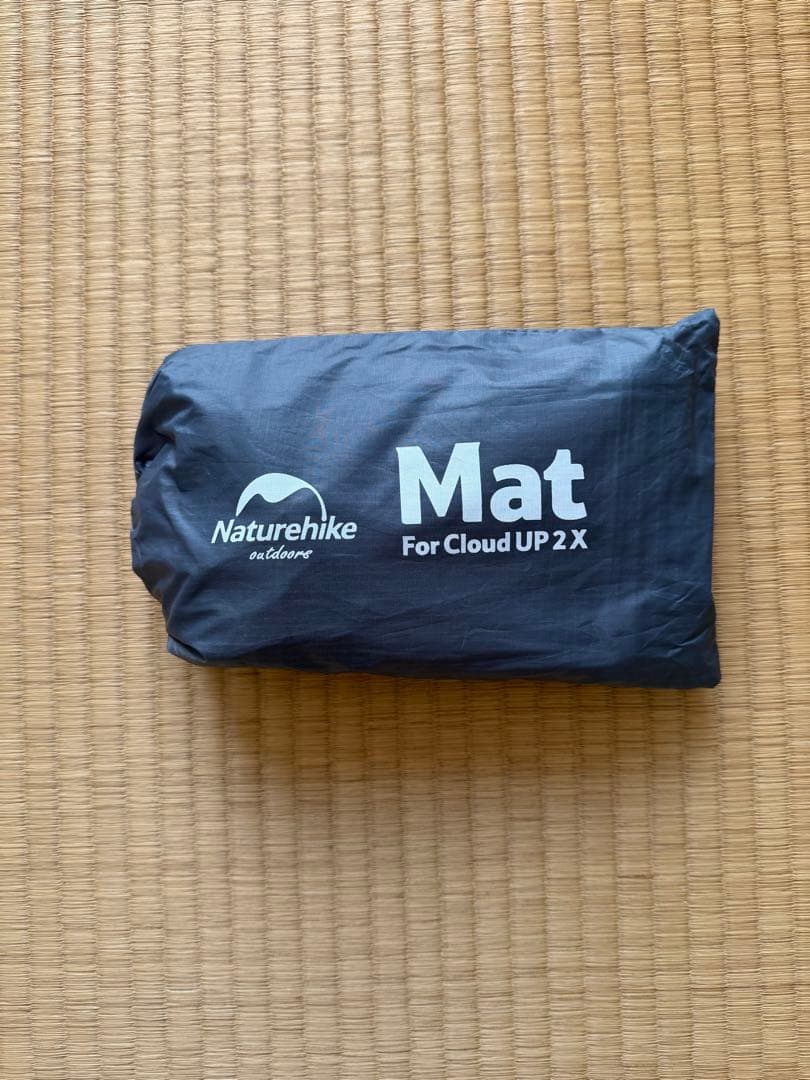 Naturehike
outdoors
Mat
For Cloud UP 2 X